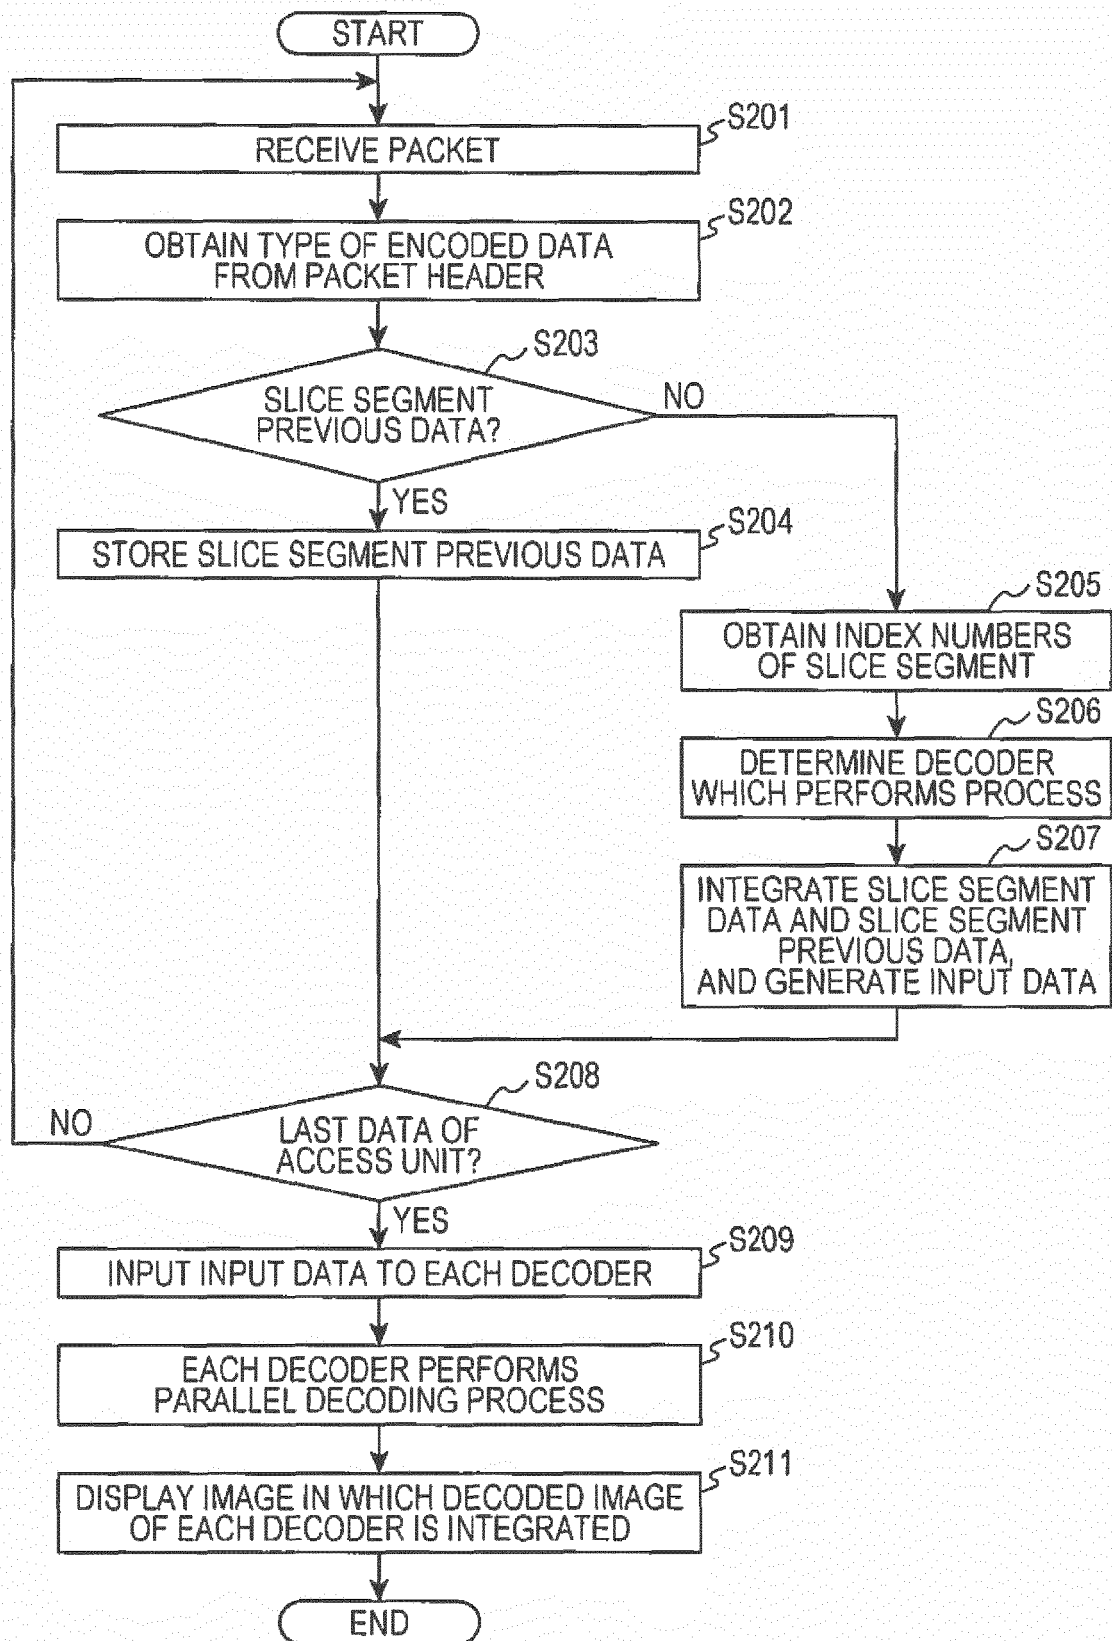 START
S201
RECEIVE PACKET
S202
OBTAIN TYPE OF ENCODED DATA
FROM PACKET HEADER
S203
SLICE SEGMENT
PREVIOUS DATA?
NO
YES
S204
STORE SLICE SEGMENT PREVIOUS DATA
S205
OBTAIN INDEX NUMBERS
OF SLICE SEGMENT
S206
DETERMINE DECODER
WHICH PERFORMS PROCESS
S207
INTEGRATE SLICE SEGMENT
DATA AND SLICE SEGMENT
PREVIOUS DATA,
AND GENERATE INPUT DATA
S208
LAST DATA OF
ACCESS UNIT?
NO
YES
S209
INPUT INPUT DATA TO EACH DECODER
S210
EACH DECODER PERFORMS
PARALLEL DECODING PROCESS
S211
DISPLAY IMAGE IN WHICH DECODED IMAGE
OF EACH DECODER IS INTEGRATED
END